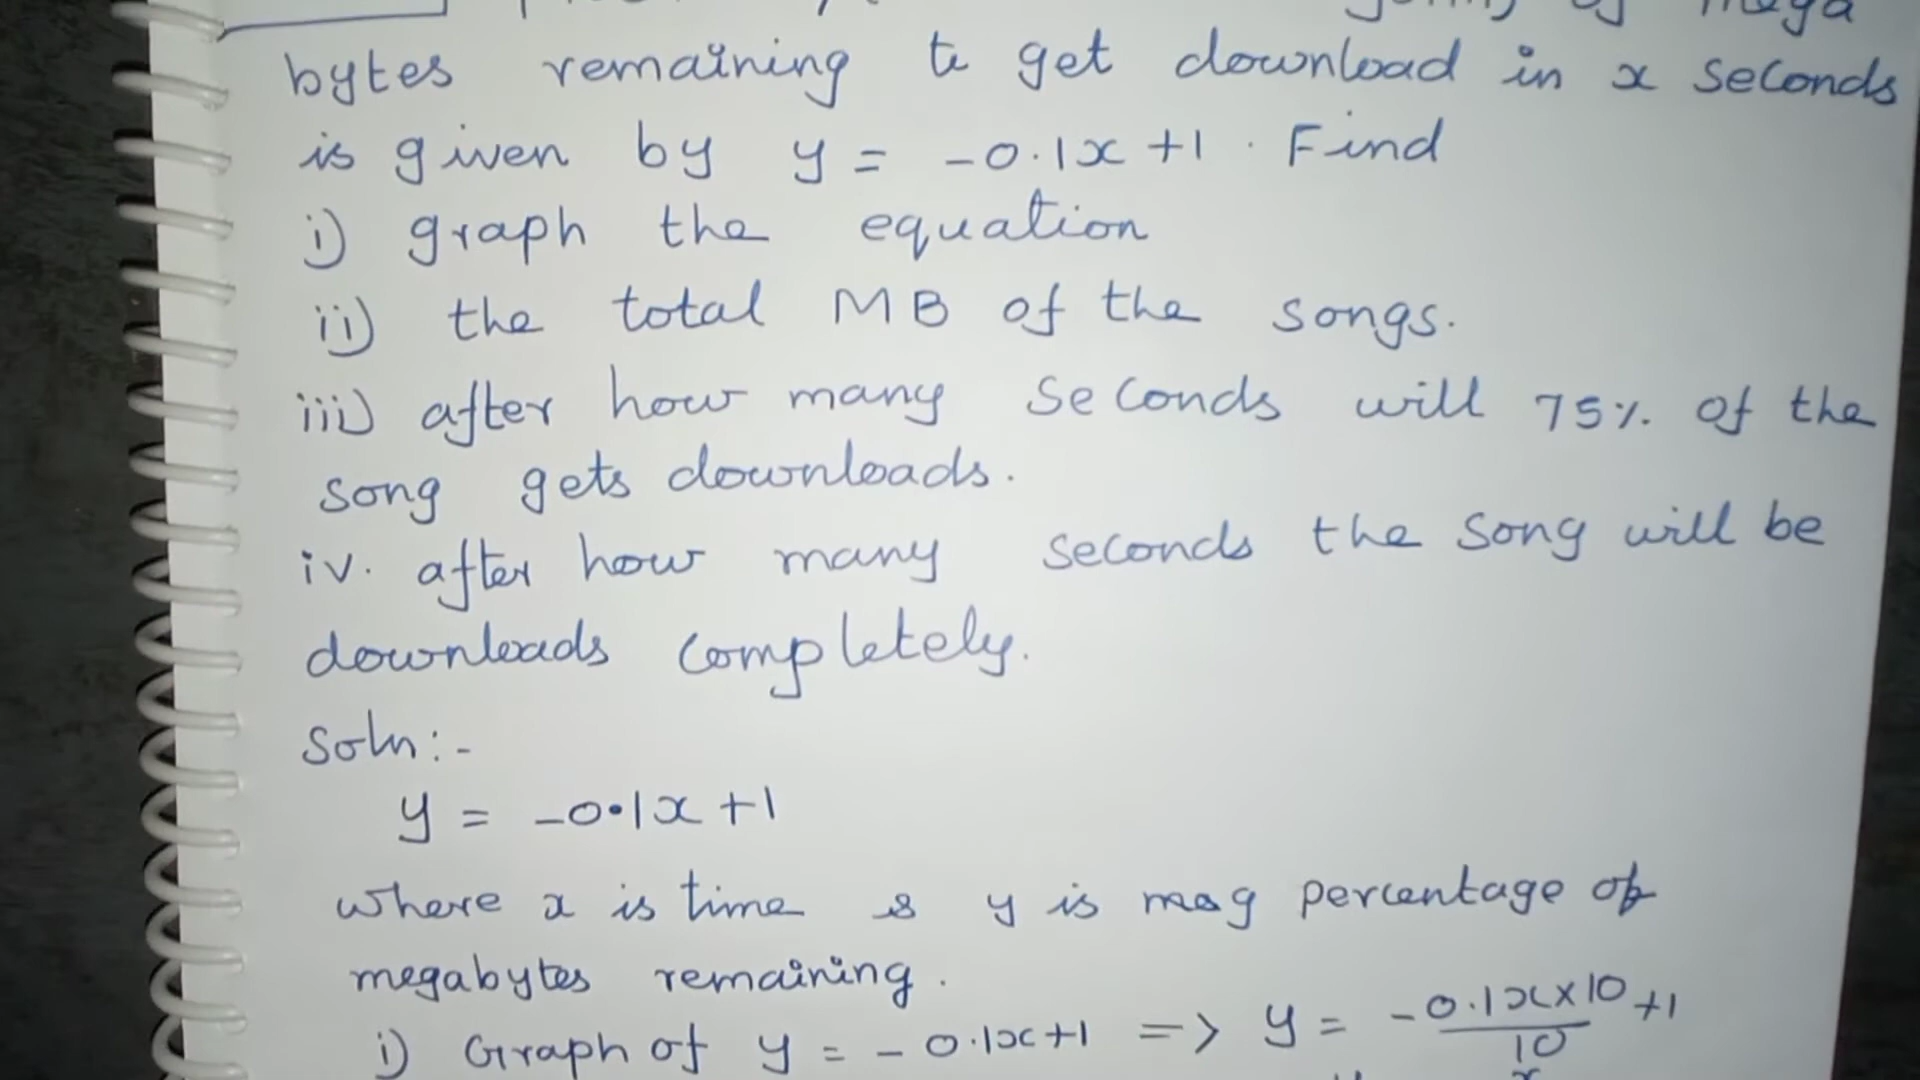 of mega
bytes remaining to get download in x seconds
is given by y = -0.1x +1. Find
i) graph the equation
ii) the total MB of the songs.
iii) after how many seconds will 75% of the
song gets downloads.
iv. after how many seconds the song will be
downloads completely.
Soln:-
y = -0.1x +1
where x is time & y is meg percentage of
megabytes remaining.
i) Graph of y = -0.1x+1 => y = -0.1x×10/10 +1